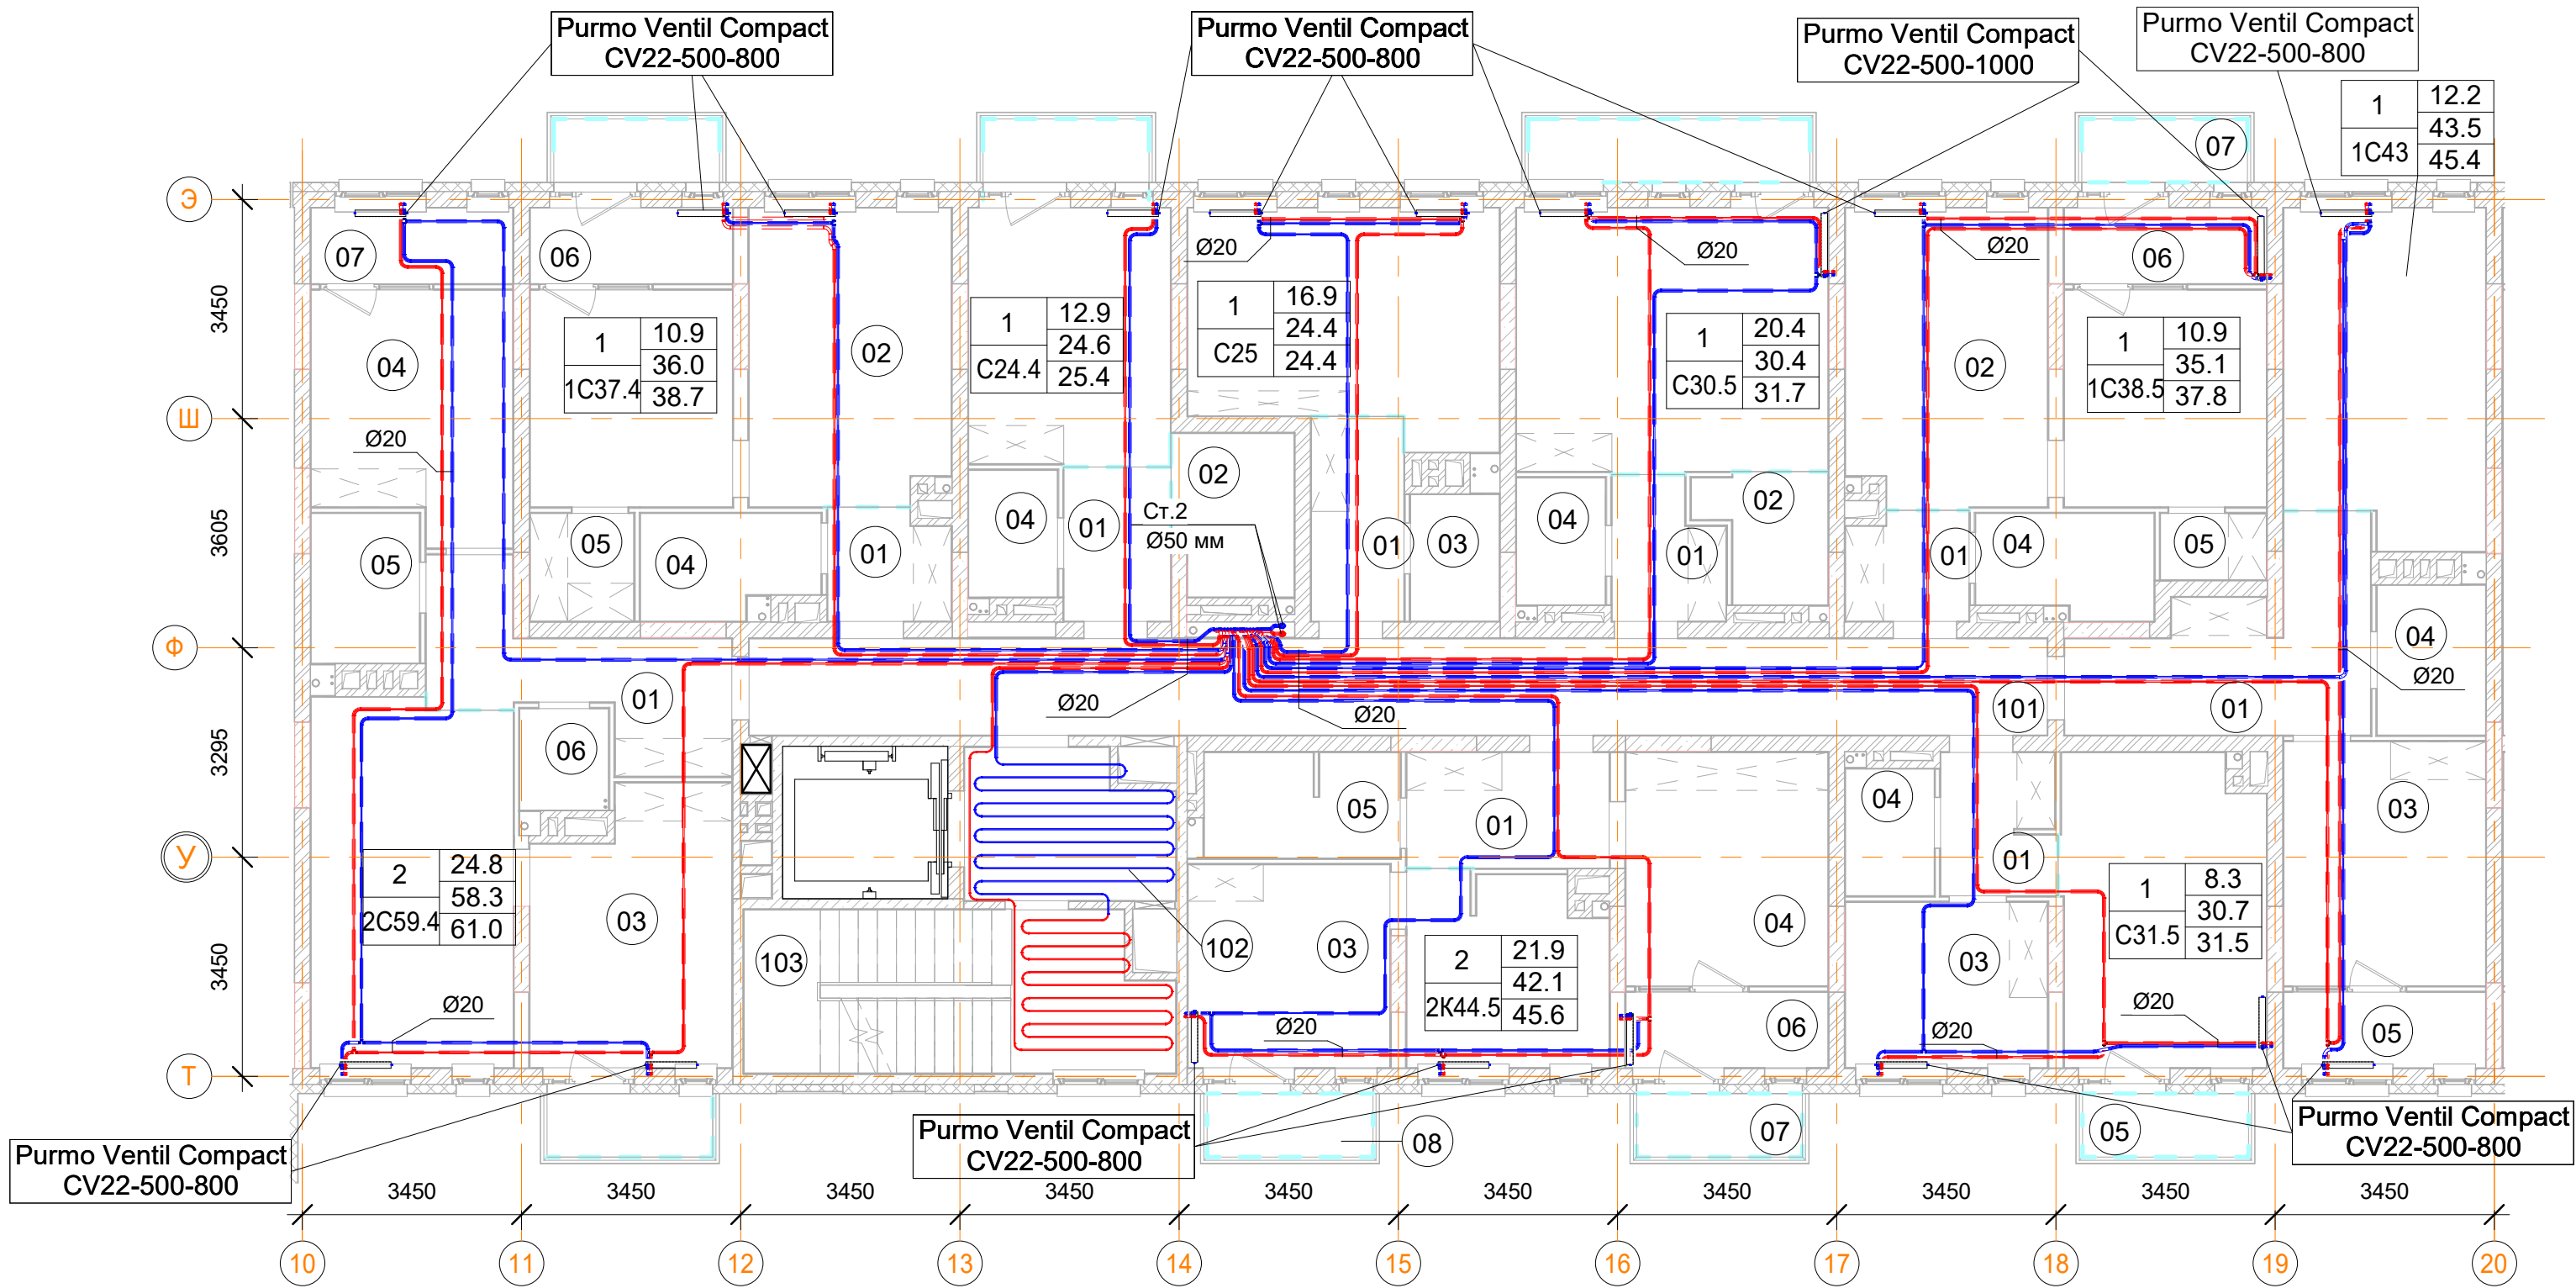 Purmo Ventil Compact
CV22-500-800
Purmo Ventil Compact
CV22-500-800
Purmo Ventil Compact
CV22-500-1000
Purmo Ventil Compact
CV22-500-800
1
1С43
12.2
43.5
45.4
07
Э
07
06
Ø20
Ø20
Ø20
06
3450
04
1
1С37.4
10.9
36.0
38.7
02
1
С24.4
12.9
24.6
25.4
1
С25
16.9
24.4
24.4
1
С30.5
20.4
30.4
31.7
02
1
1С38.5
10.9
35.1
37.8
Ш
Ø20
02
02
3605
Ст.2
Ø50 мм
05
05
04
01
04
01
01
03
04
01
01
04
05
04
Ф
Ø20
01
Ø20
Ø20
101
01
3295
06
05
01
04
01
03
У
2
2С59.4
24.8
58.3
61.0
03
103
102
03
2
2К44.5
21.9
42.1
45.6
04
03
1
С31.5
8.3
30.7
31.5
3450
Ø20
Ø20
06
Ø20
Ø20
05
Т
Purmo Ventil Compact
CV22-500-800
Purmo Ventil Compact
CV22-500-800
08
07
05
Purmo Ventil Compact
CV22-500-800
3450
3450
3450
3450
3450
3450
3450
3450
3450
3450
10
11
12
13
14
15
16
17
18
19
20